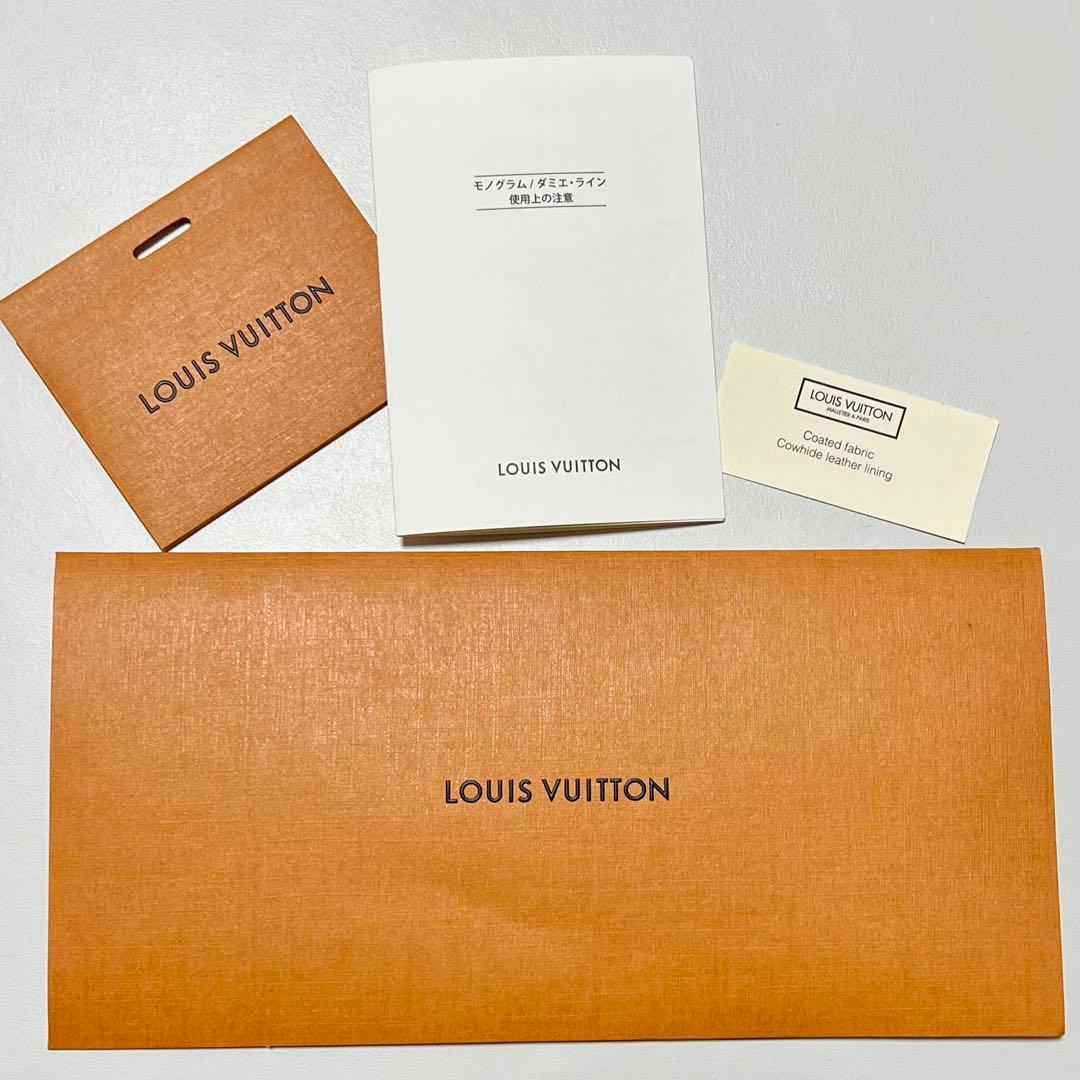 LOUIS VUITTON
モノグラム / ダミエ・ライン
使用上の注意
LOUIS VUITTON
LOUIS VUITTON
MALLETIER A PARIS
Coated fabric
Cowhide leather lining
LOUIS VUITTON